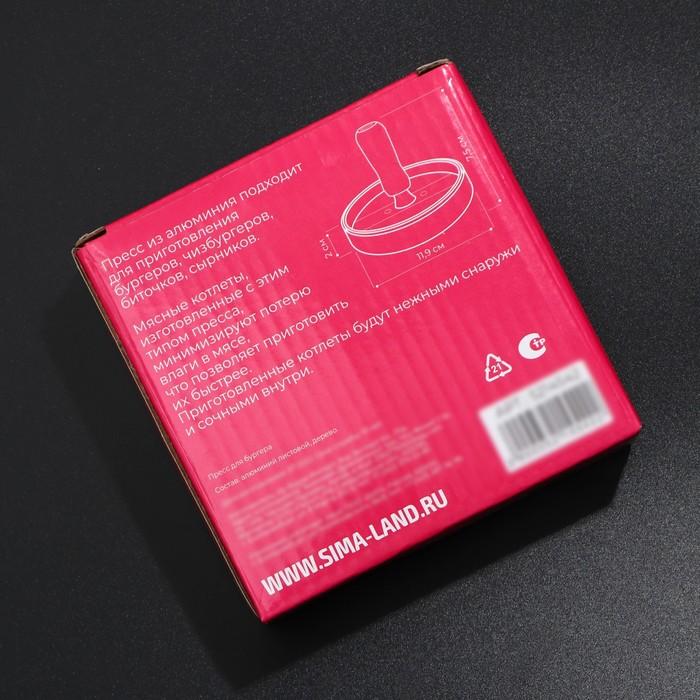 Пресс из алюминия подходит
для приготовления
бургеров, чизбургеров,
биточков, сырников.
Мясные котлеты,
изготовленные с этим
типом пресса,
минимизируют потерю
влаги в мясе,
что позволяет приготовить
их быстрее.
Приготовленные котлеты будут нежными снаружи
и сочными внутри.
7,5 см
2 см
11,9 см
21
Пресс для бургера
Состав: алюминий листовой, дерево.
WWW.SIMA-LAND.RU